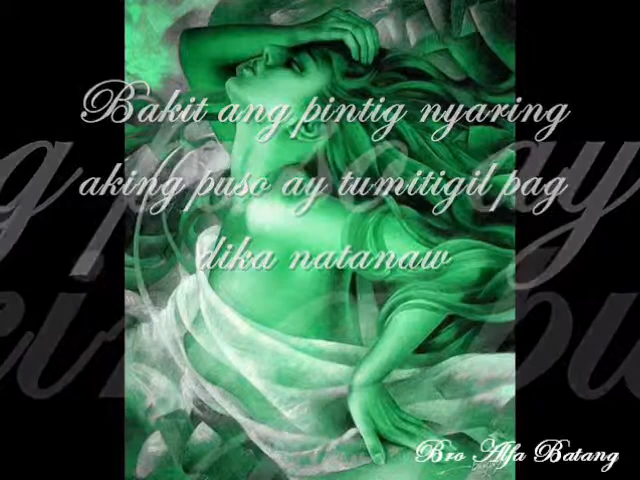 Bakit ang pintig nyaring
aking puso ay tumitigil pag
dika natanaw
Bro Alfa Batang